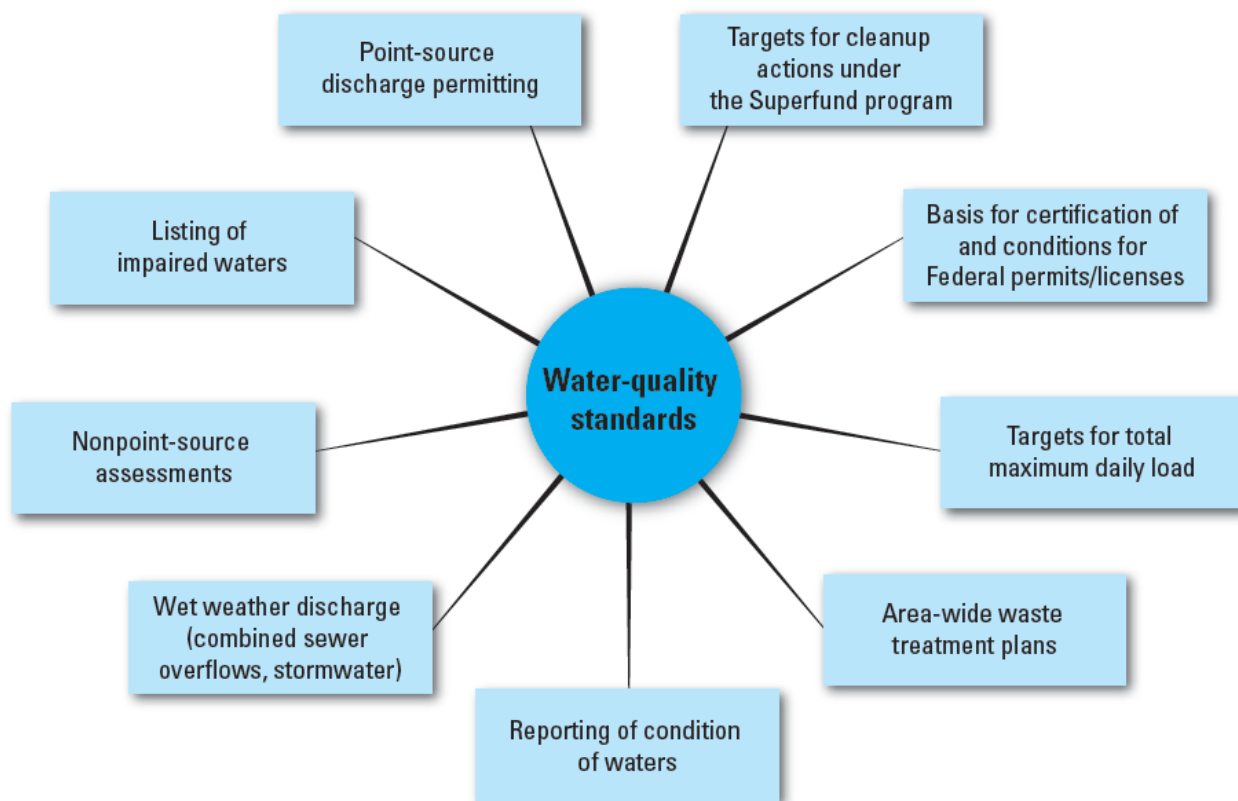 Point-source
discharge permitting
Targets for cleanup
actions under
the Superfund program
Listing of
impaired waters
Basis for certification of
and conditions for
Federal permits/licenses
Water-quality
standards
Nonpoint-source
assessments
Targets for total
maximum daily load
Wet weather discharge
(combined sewer
overflows, stormwater)
Area-wide waste
treatment plans
Reporting of condition
of waters